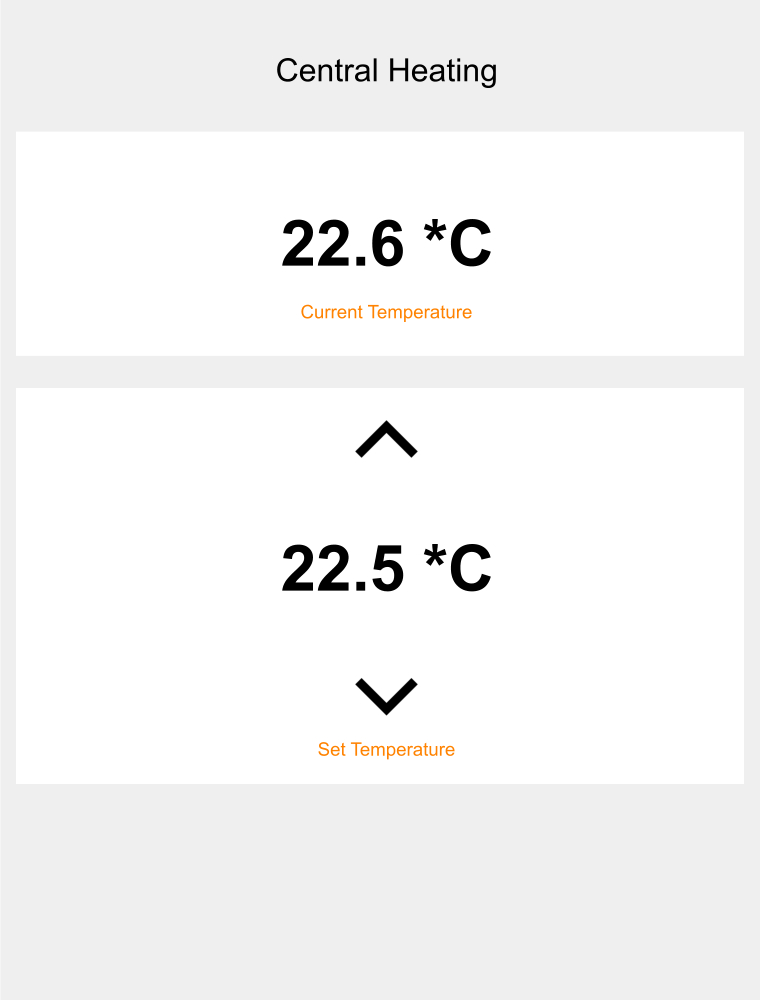 Central Heating
22.6 *C
Current Temperature
22.5 *C
Set Temperature